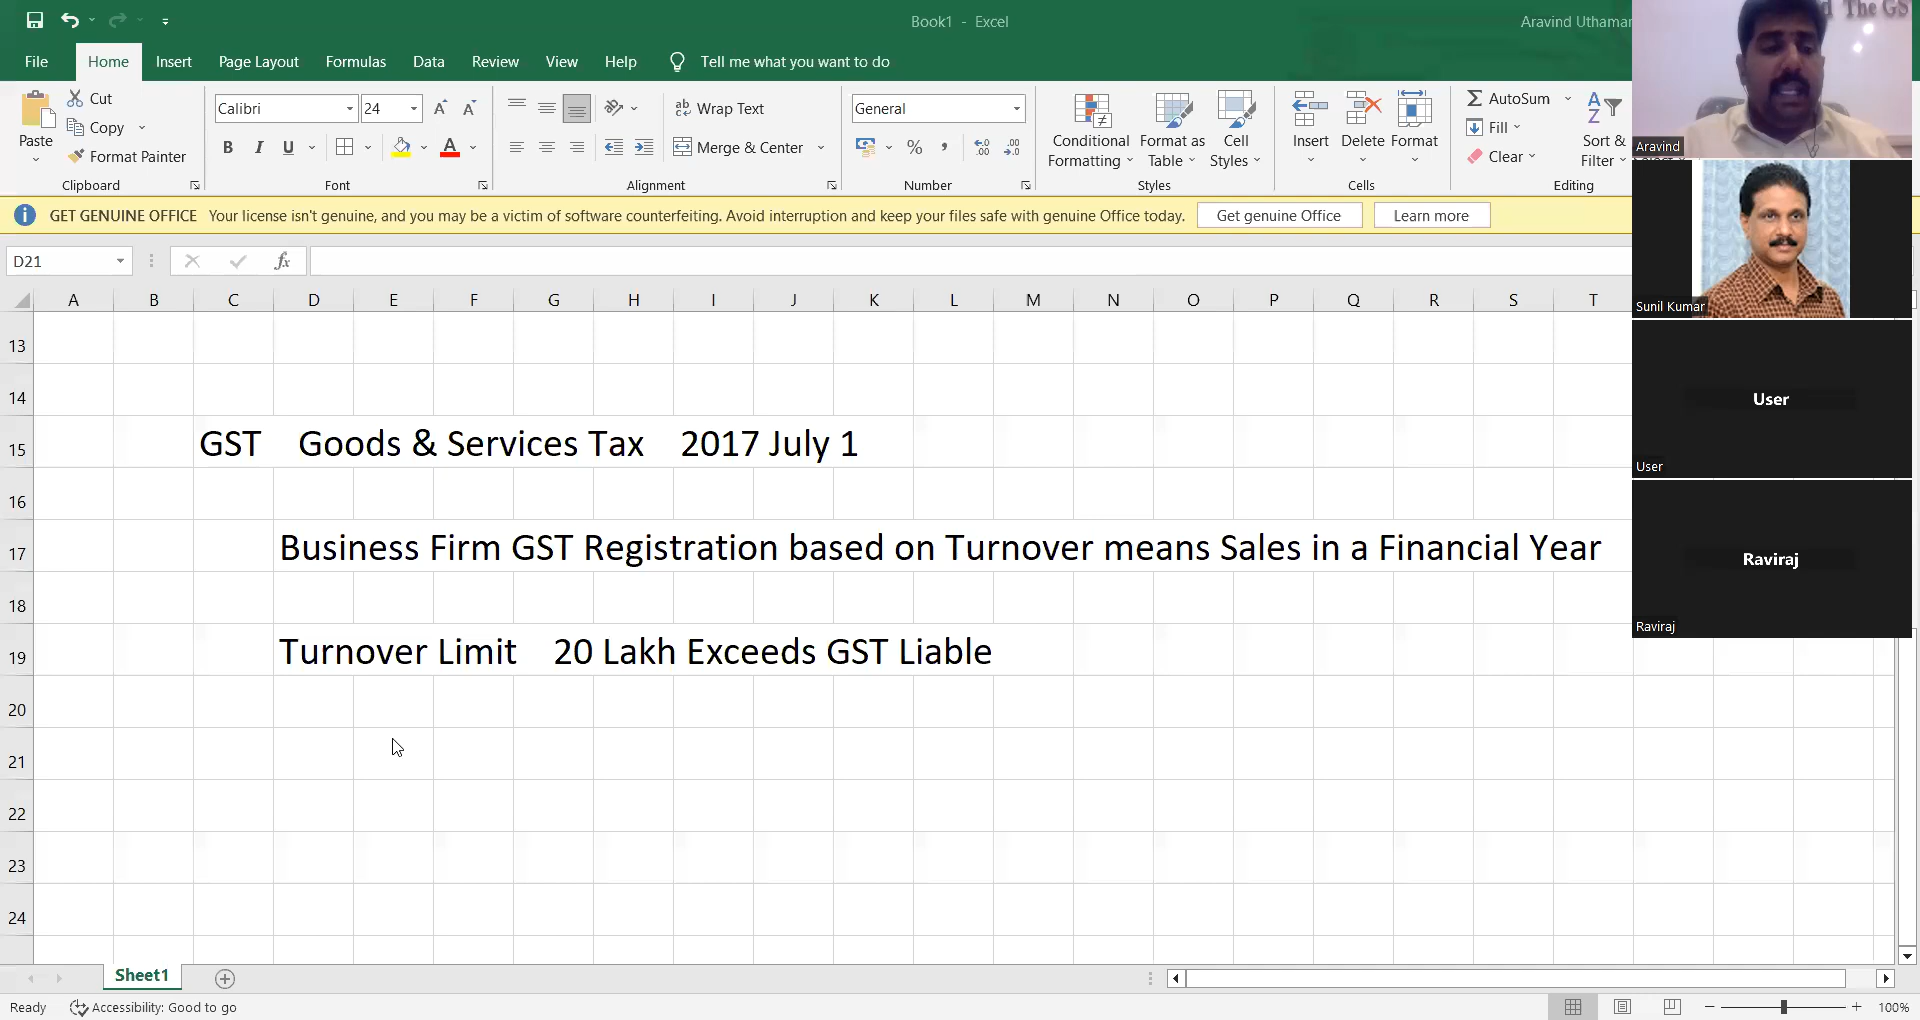 Book1 - Excel
Aravind Uthaman
d The GS
File Home Insert Page Layout Formulas Data Review View Help Tell me what you want to do
Cut
Copy
Format Painter
Paste
Clipboard
Calibri 24
B I U A
Font
Wrap Text
Merge & Center
Alignment
General
%
Number
Conditional Formatting
Format as Table
Cell Styles
Styles
Insert Delete Format
Cells
AutoSum
Fill
Clear
Sort & Filter
Editing
GET GENUINE OFFICE Your license isn't genuine, and you may be a victim of software counterfeiting. Avoid interruption and keep your files safe with genuine Office today. Get genuine Office Learn more
D21 fx
A B C D E F G H I J K L M N O P Q R S T
13
14
15 GST Goods & Services Tax 2017 July 1
16
17 Business Firm GST Registration based on Turnover means Sales in a Financial Year
18
19 Turnover Limit 20 Lakh Exceeds GST Liable
20
21
22
23
24
Aravind
Sunil Kumar
User
User
Raviraj
Raviraj
Sheet1
Ready Accessibility: Good to go 100%